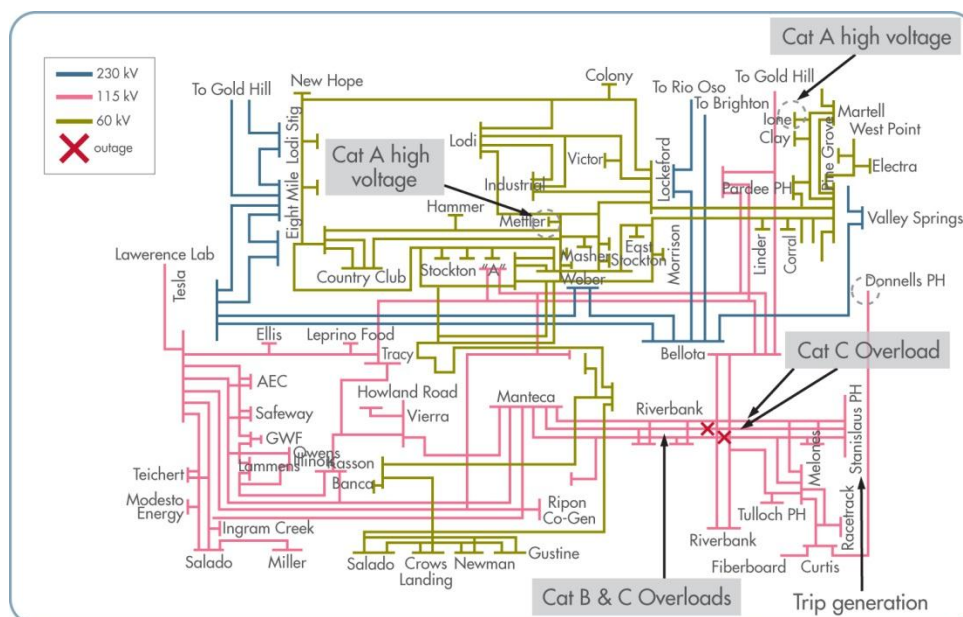 230 kV
115 kV
60 kV
outage
To Gold Hill
New Hope
Lodi Stig
Eight Mile
Colony
To Rio Oso
To Brighton
To Gold Hill
Cat A high voltage
Ione
Clay
Martell
West Point
Pine Grove
Electra
Pardee PH
Lodi
Victor
Industrial
Lockeford
Cat A high
voltage
Hammer
Mettler
Mosher
East
Stockton
Morrison
Linder
Corral
Valley Springs
Country Club
Stockton "A"
Weber
Donnells PH
Lawerence Lab
Tesla
Ellis
Leprino Food
Tracy
Bellota
Cat C Overload
AEC
Safeway
GWF
Owens
Illinois
Lammers
Kasson
Banca
Howland Road
Vierra
Manteca
Riverbank
Stanislaus PH
Melones
Teichert
Modesto
Energy
Ingram Creek
Salado
Miller
Ripon
Co-Gen
Tulloch PH
Racetrack
Riverbank
Fiberboard
Curtis
Salado
Crows
Landing
Newman
Gustine
Cat B & C Overloads
Trip generation